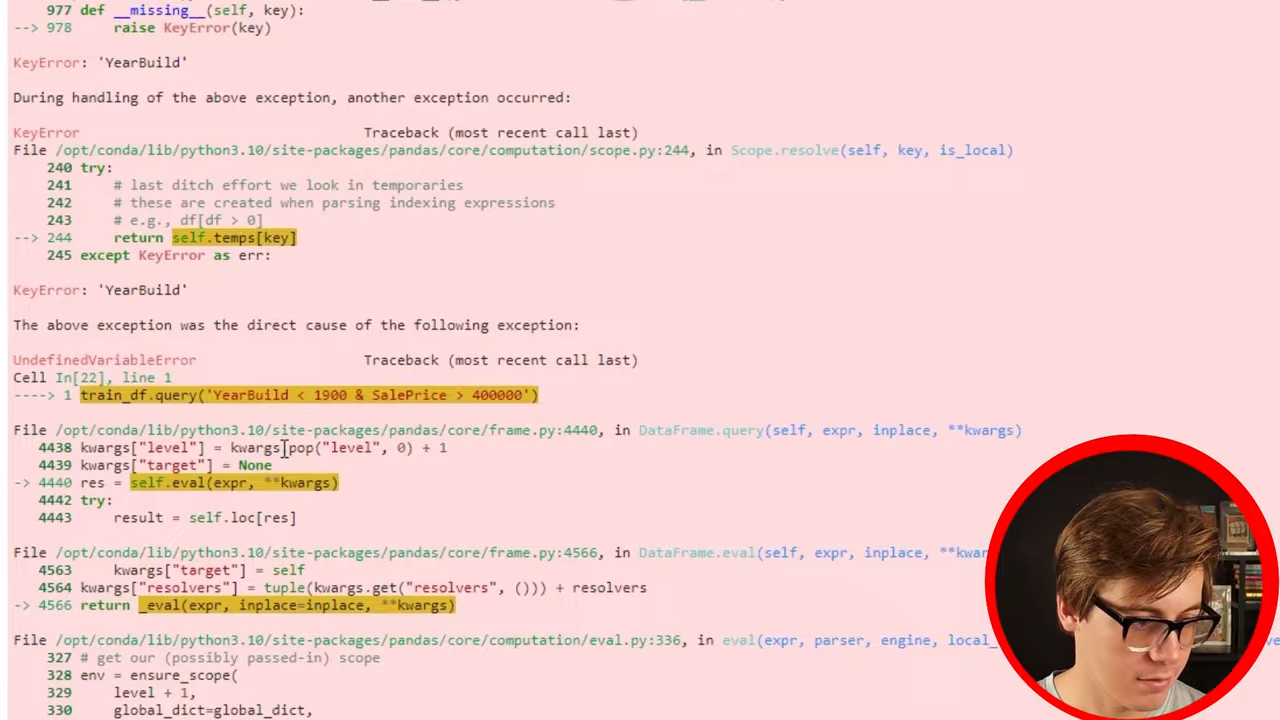 977 def __missing__(self, key):
--> 978     raise KeyError(key)
KeyError: 'YearBuild'
During handling of the above exception, another exception occurred:
KeyError                                  Traceback (most recent call last)
File /opt/conda/lib/python3.10/site-packages/pandas/core/computation/scope.py:244, in Scope.resolve(self, key, is_local)
240 try:
241     # last ditch effort we look in temporaries
242     # these are created when parsing indexing expressions
243     # e.g., df[df > 0]
--> 244     return self.temps[key]
245 except KeyError as err:
KeyError: 'YearBuild'
The above exception was the direct cause of the following exception:
UndefinedVariableError                    Traceback (most recent call last)
Cell In[22], line 1
----> 1 train_df.query('YearBuild < 1900 & SalePrice > 400000')
File /opt/conda/lib/python3.10/site-packages/pandas/core/frame.py:4440, in DataFrame.query(self, expr, inplace, **kwargs)
4438 kwargs["level"] = kwargs.pop("level", 0) + 1
4439 kwargs["target"] = None
-> 4440 res = self.eval(expr, **kwargs)
4442 try:
4443     result = self.loc[res]
File /opt/conda/lib/python3.10/site-packages/pandas/core/frame.py:4566, in DataFrame.eval(self, expr, inplace, **kwar
4563     kwargs["target"] = self
4564 kwargs["resolvers"] = tuple(kwargs.get("resolvers", ())) + resolvers
-> 4566 return _eval(expr, inplace=inplace, **kwargs)
File /opt/conda/lib/python3.10/site-packages/pandas/core/computation/eval.py:336, in eval(expr, parser, engine, local_
327 # get our (possibly passed-in) scope
328 env = ensure_scope(
329     level + 1,
330     global_dict=global_dict,